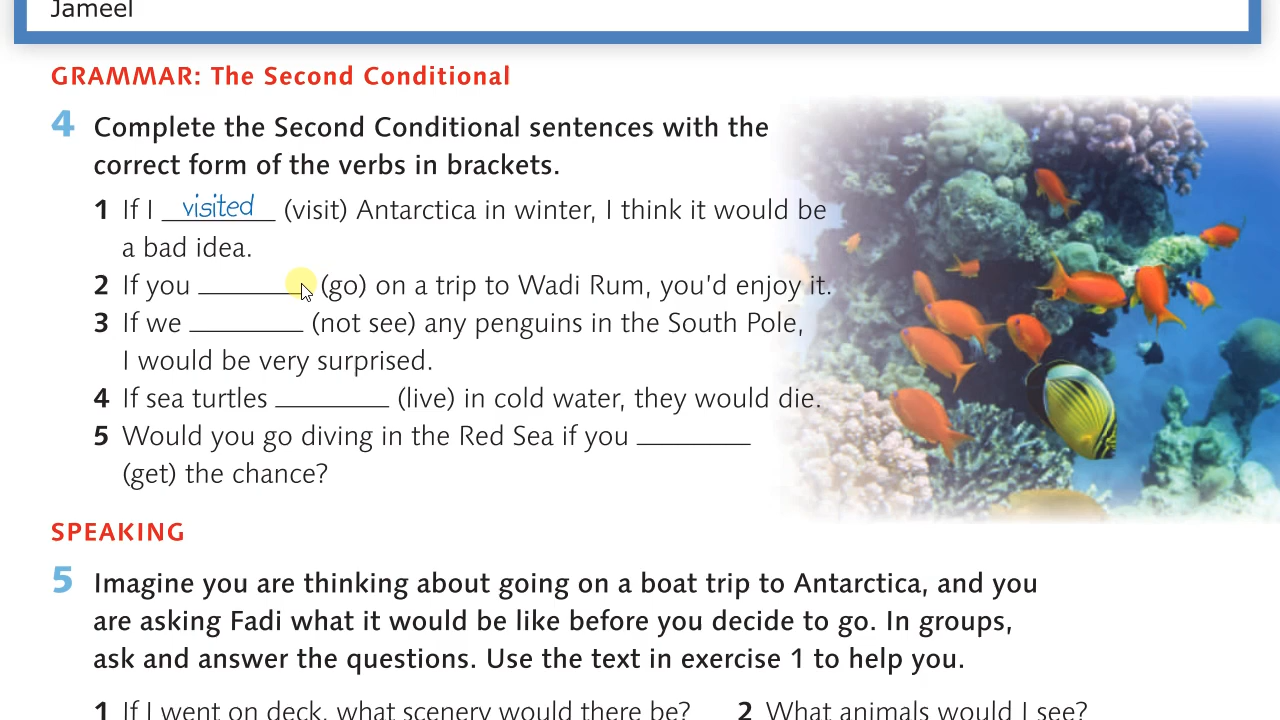 Jameel
GRAMMAR: The Second Conditional
4 Complete the Second Conditional sentences with the
correct form of the verbs in brackets.
1 If I visited (visit) Antarctica in winter, I think it would be
a bad idea.
2 If you ________ (go) on a trip to Wadi Rum, you'd enjoy it.
3 If we ________ (not see) any penguins in the South Pole,
I would be very surprised.
4 If sea turtles ________ (live) in cold water, they would die.
5 Would you go diving in the Red Sea if you ________
(get) the chance?
SPEAKING
5 Imagine you are thinking about going on a boat trip to Antarctica, and you
are asking Fadi what it would be like before you decide to go. In groups,
ask and answer the questions. Use the text in exercise 1 to help you.
1 If I went on deck, what scenery would there be? 2 What animals would I see?